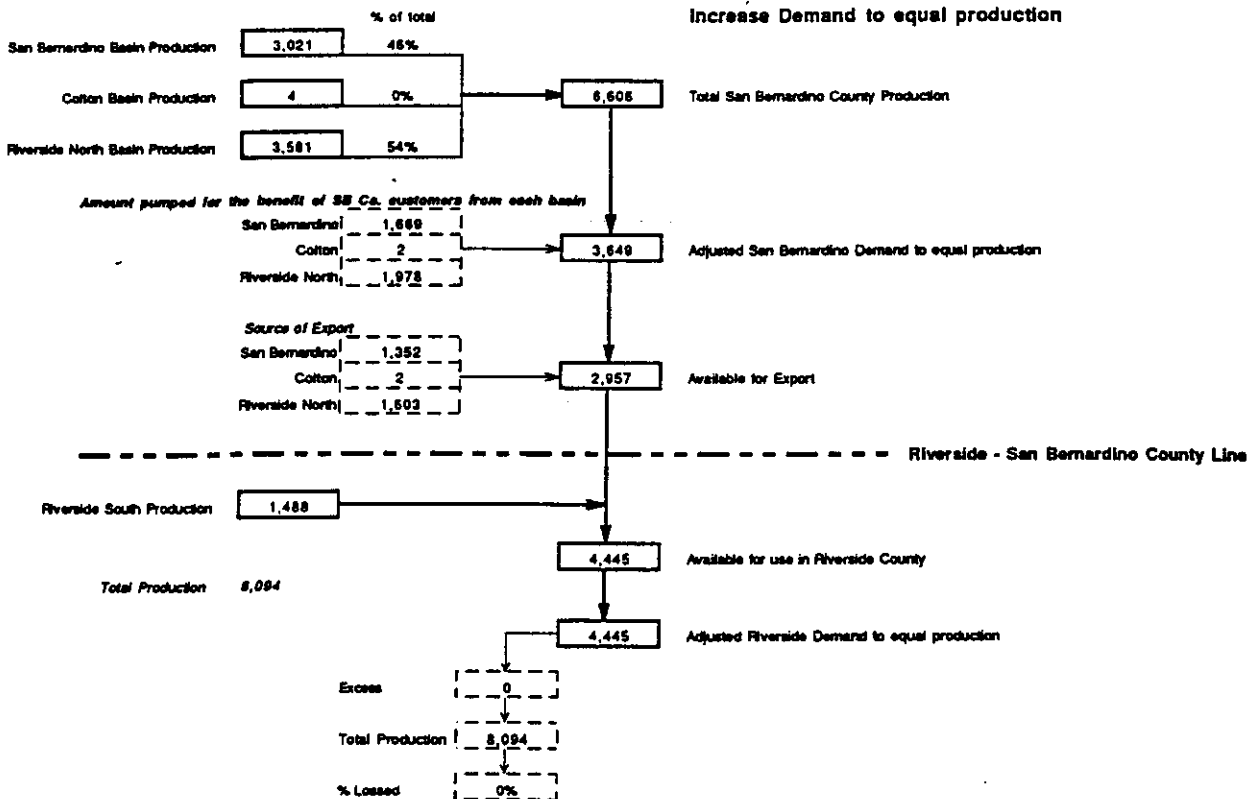 % of total
Increase Demand to equal production
San Bernardino Basin Production 3,021 46%
Colton Basin Production 4 0% 6,606 Total San Bernardino County Production
Riverside North Basin Production 3,581 54%
Amount pumped for the benefit of SB Co. customers from each basin
San Bernardino 1,669
Colton 2 3,649 Adjusted San Bernardino Demand to equal production
Riverside North 1,978
Source of Export
San Bernardino 1,352
Colton 2 2,957 Available for Export
Riverside North 1,603
Riverside - San Bernardino County Line
Riverside South Production 1,488
4,445 Available for use in Riverside County
Total Production 8,094
4,445 Adjusted Riverside Demand to equal production
Excess 0
Total Production 8,094
% Lossed 0%